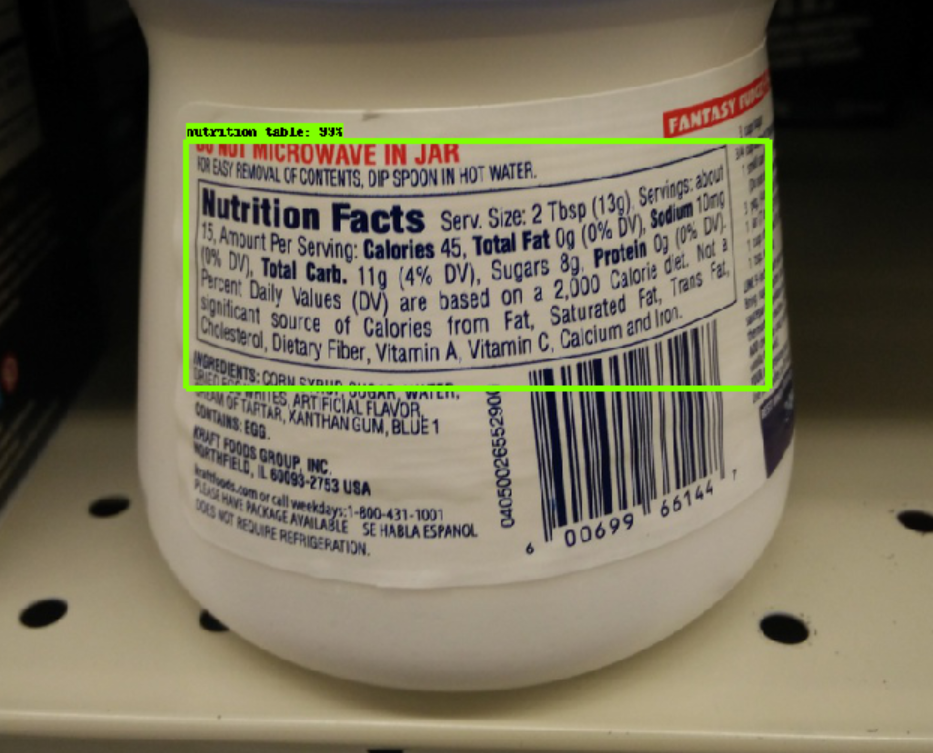 nutrition table: 99%
FANTASY FUDGE
DO NOT MICROWAVE IN JAR
FOR EASY REMOVAL OF CONTENTS, DIP SPOON IN HOT WATER.
Nutrition Facts Serv. Size: 2 Tbsp (13g), Servings: about
15, Amount Per Serving: Calories 45, Total Fat 0g (0% DV), Sodium 10mg
(0% DV), Total Carb. 11g (4% DV), Sugars 8g, Protein 0g (0% DV).
Percent Daily Values (DV) are based on a 2,000 Calorie diet. Not a
significant source of Calories from Fat, Saturated Fat, Trans Fat,
Cholesterol, Dietary Fiber, Vitamin A, Vitamin C, Calcium and Iron.
INGREDIENTS: CORN SYRUP, SUGAR, WATER,
DRIED EGG WHITES, ARTIFICIAL FLAVOR,
CREAM OF TARTAR, XANTHAN GUM, BLUE 1
CONTAINS: EGG.
KRAFT FOODS GROUP, INC.
NORTHFIELD, IL 60093-2753 USA
kraftfoods.com or call weekdays:1-800-431-1001
PLEASE HAVE PACKAGE AVAILABLE SE HABLA ESPANOL
DOES NOT REQUIRE REFRIGERATION.
6 00699 66144 7